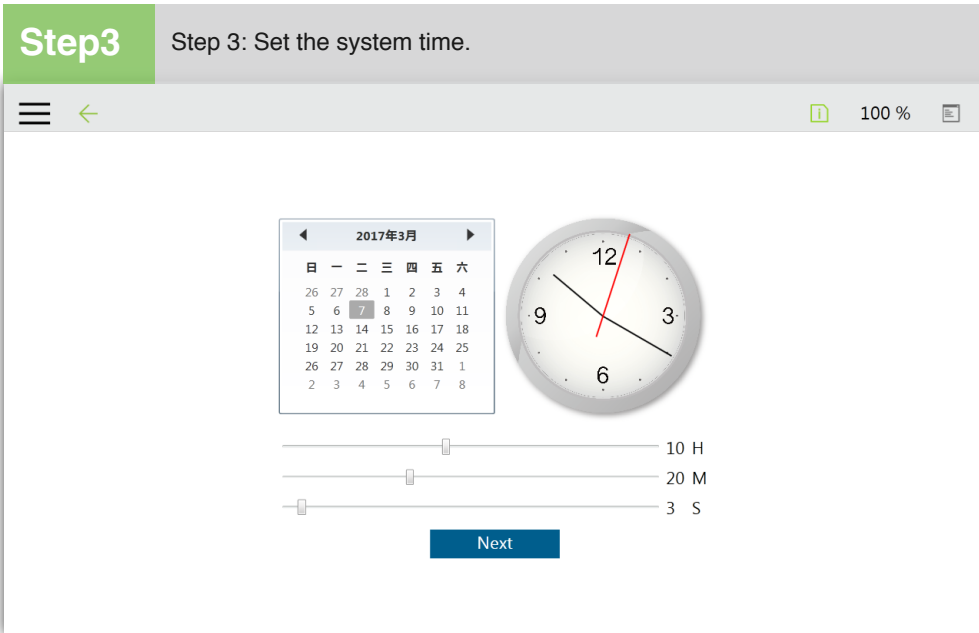 Step3
Step 3: Set the system time.
100 %
2017年3月
日 一 二 三 四 五 六
26 27 28 1 2 3 4
5 6 7 8 9 10 11
12 13 14 15 16 17 18
19 20 21 22 23 24 25
26 27 28 29 30 31 1
2 3 4 5 6 7 8
12
9 3
6
10 H
20 M
3 S
Next